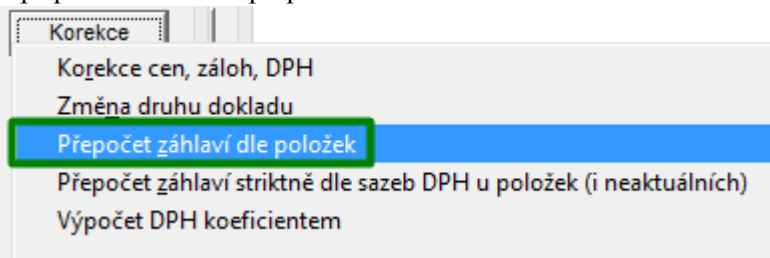 Korekce
Korekce cen, záloh, DPH
Změna druhu dokladu
Přepočet záhlaví dle položek
Přepočet záhlaví striktně dle sazeb DPH u položek (i neaktuálních)
Výpočet DPH koeficientem